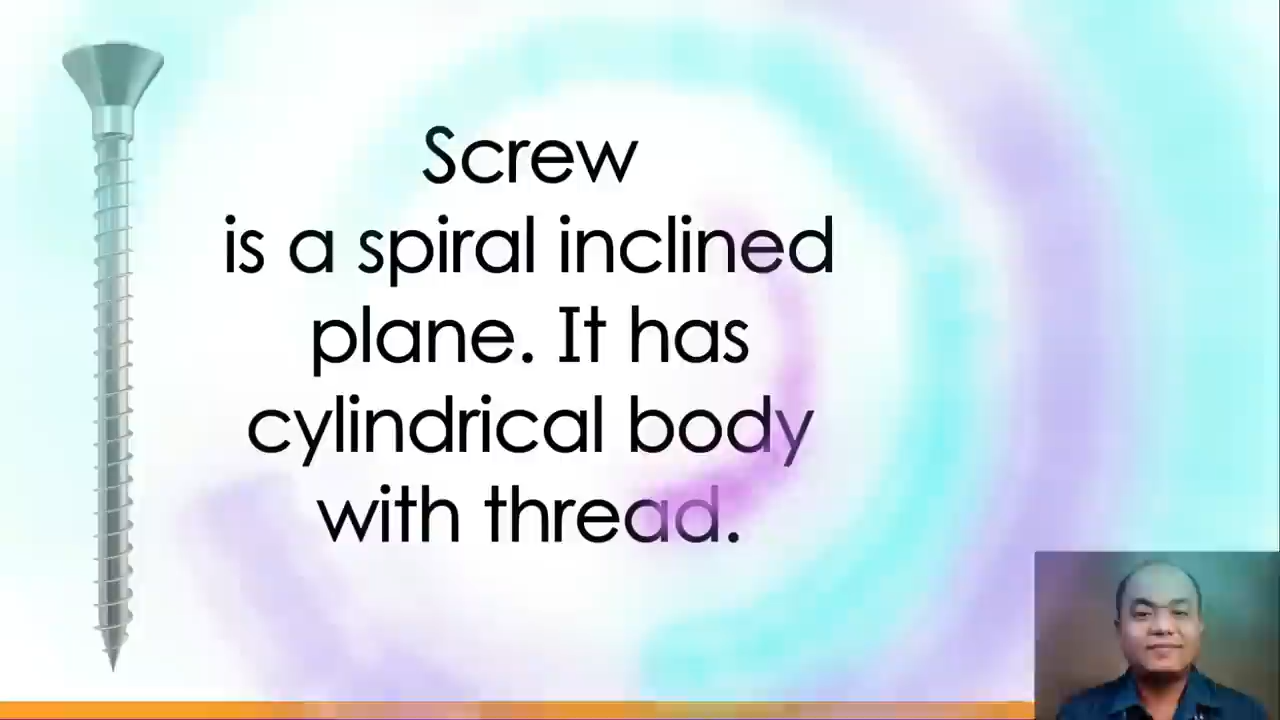 Screw
is a spiral inclined
plane. It has
cylindrical body
with thread.